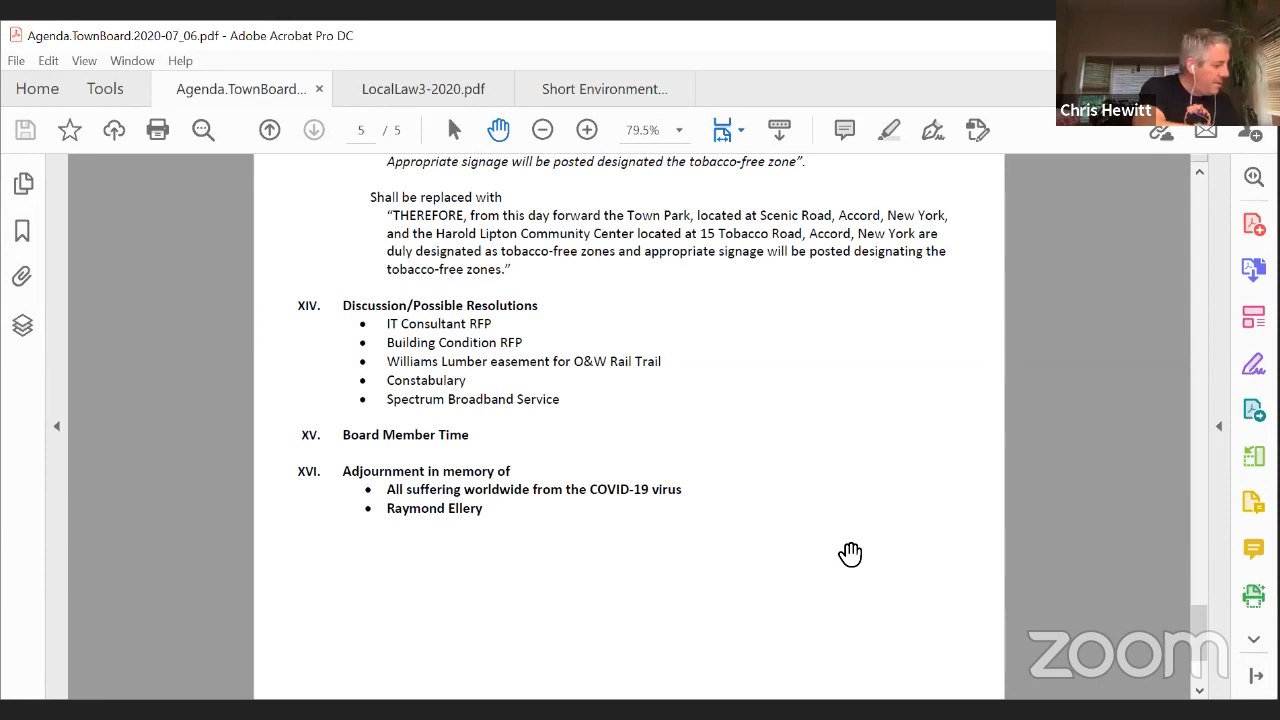 Agenda.TownBoard.2020-07_06.pdf - Adobe Acrobat Pro DC
File Edit View Window Help
Home Tools Agenda.TownBoard... × LocalLaw3-2020.pdf Short Environment...
Chris Hewitt
5 / 5 79.5%
Appropriate signage will be posted designated the tobacco-free zone”.
Shall be replaced with
“THEREFORE, from this day forward the Town Park, located at Scenic Road, Accord, New York,
and the Harold Lipton Community Center located at 15 Tobacco Road, Accord, New York are
duly designated as tobacco-free zones and appropriate signage will be posted designating the
tobacco-free zones.”
XIV. Discussion/Possible Resolutions
• IT Consultant RFP
• Building Condition RFP
• Williams Lumber easement for O&W Rail Trail
• Constabulary
• Spectrum Broadband Service
XV. Board Member Time
XVI. Adjournment in memory of
• All suffering worldwide from the COVID-19 virus
• Raymond Ellery
zoom